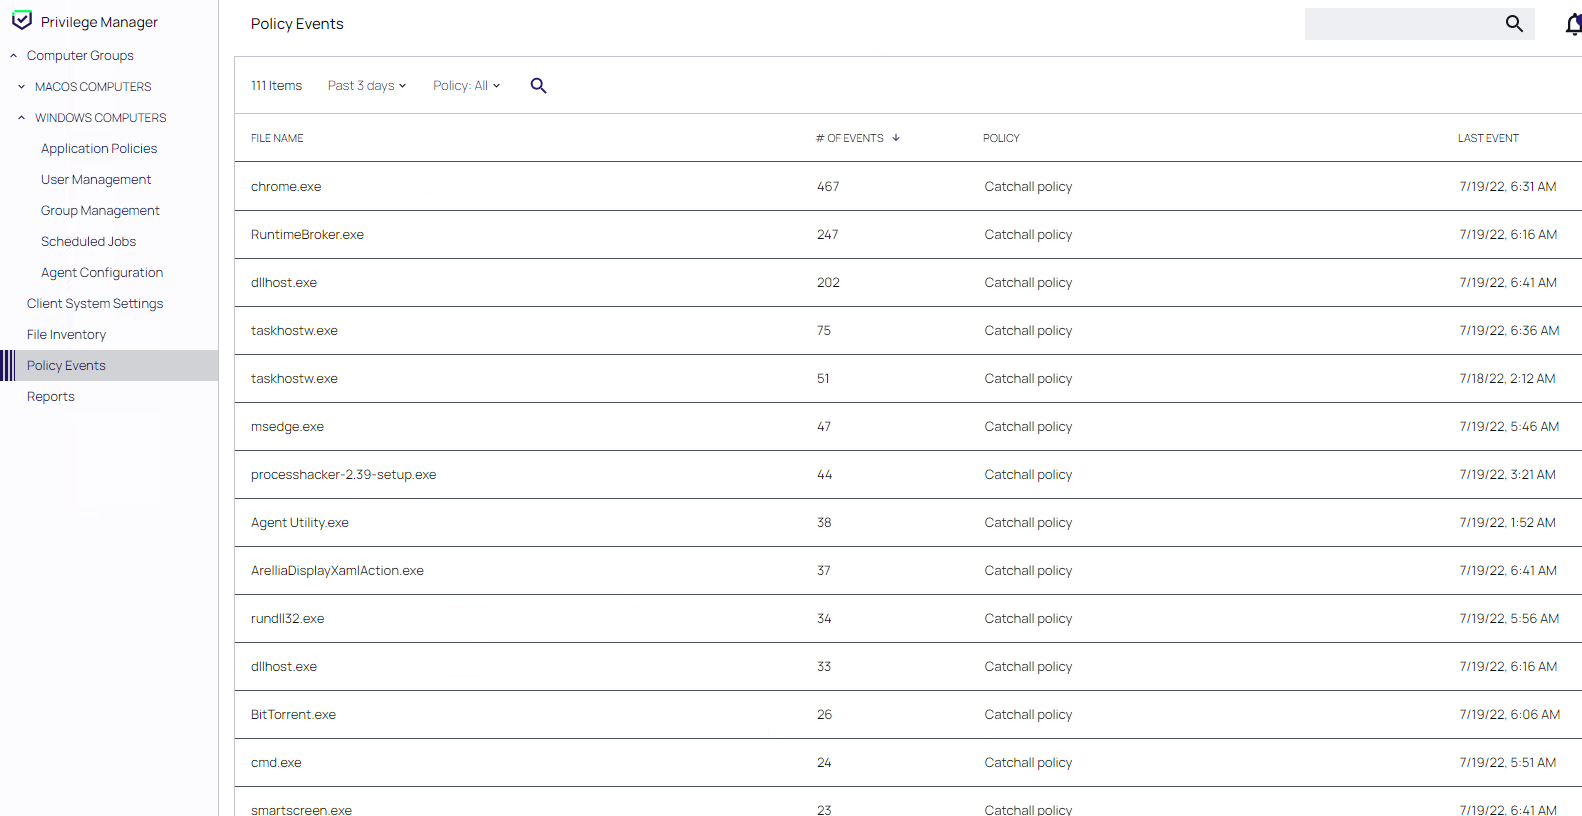 Privilege Manager
Computer Groups
MACOS COMPUTERS
WINDOWS COMPUTERS
Application Policies
User Management
Group Management
Scheduled Jobs
Agent Configuration
Client System Settings
File Inventory
Policy Events
Reports
Policy Events
111 Items Past 3 days Policy: All
FILE NAME # OF EVENTS POLICY LAST EVENT
chrome.exe 467 Catchall policy 7/19/22, 6:31 AM
RuntimeBroker.exe 247 Catchall policy 7/19/22, 6:16 AM
dllhost.exe 202 Catchall policy 7/19/22, 6:41 AM
taskhostw.exe 75 Catchall policy 7/19/22, 6:36 AM
taskhostw.exe 51 Catchall policy 7/18/22, 2:12 AM
msedge.exe 47 Catchall policy 7/19/22, 5:46 AM
processhacker-2.39-setup.exe 44 Catchall policy 7/19/22, 3:21 AM
Agent Utility.exe 38 Catchall policy 7/19/22, 1:52 AM
ArelliaDisplayXamlAction.exe 37 Catchall policy 7/19/22, 6:41 AM
rundll32.exe 34 Catchall policy 7/19/22, 5:56 AM
dllhost.exe 33 Catchall policy 7/19/22, 6:16 AM
BitTorrent.exe 26 Catchall policy 7/19/22, 6:06 AM
cmd.exe 24 Catchall policy 7/19/22, 5:51 AM
smartscreen.exe 23 Catchall policy 7/19/22, 6:41 AM